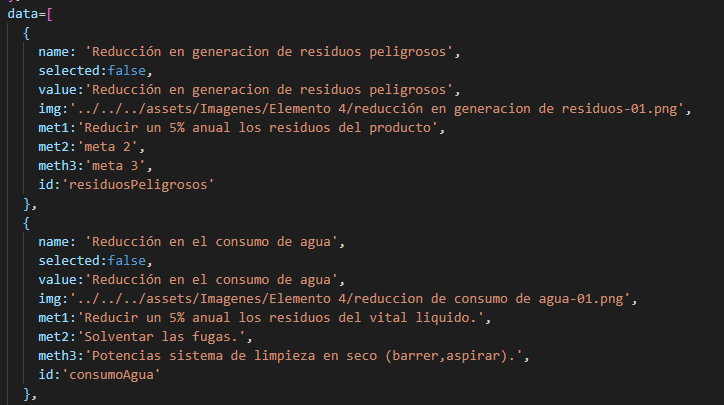 data=[
{
name: 'Reducción en generacion de residuos peligrosos',
selected:false,
value:'Reducción en generacion de residuos peligrosos',
img:'../../../assets/Imagenes/Elemento 4/reducción en generacion de residuos-01.png',
met1:'Reducir un 5% anual los residuos del producto',
met2:'meta 2',
meth3:'meta 3',
id:'residuosPeligrosos'
},
{
name: 'Reducción en el consumo de agua',
selected:false,
value:'Reducción en el consumo de agua',
img:'../../../assets/Imagenes/Elemento 4/reduccion de consumo de agua-01.png',
met1:'Reducir un 5% anual los residuos del vital liquido.',
met2:'Solventar las fugas.',
meth3:'Potencias sistema de limpieza en seco (barrer,aspirar).',
id:'consumoAgua'
},